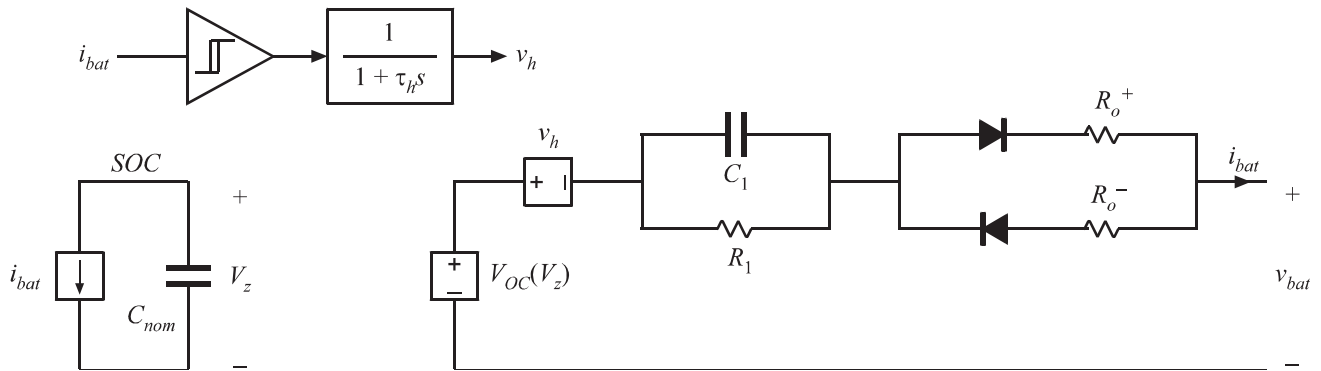 i_bat
1
1 + τ_h s
v_h
v_h
+ –
C_1
R_1
R_o^+
R_o^–
i_bat
+
v_bat
–
SOC
+
i_bat
V_z
C_nom
–
+
–
V_OC(V_z)